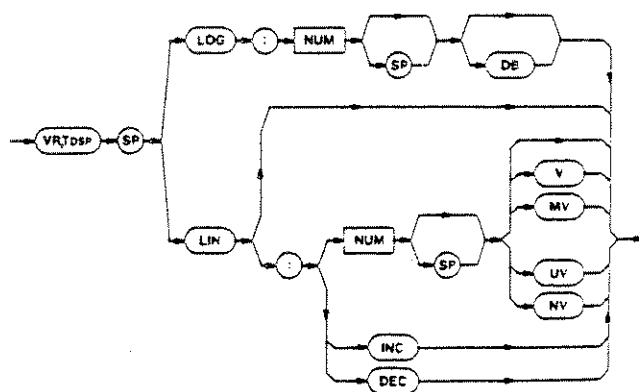 LOG : NUM SP DB
VRTDSP SP
LIN : NUM SP V
MV
UV
NV
INC
DEC